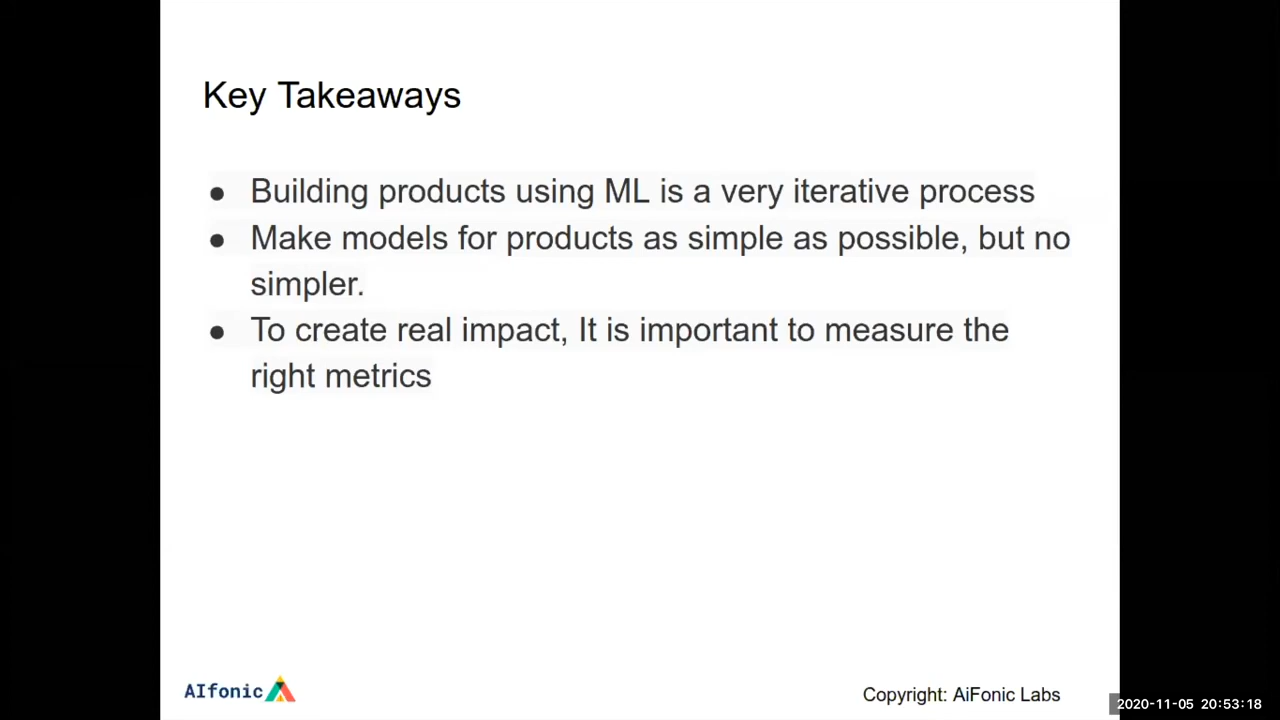 Key Takeaways
● Building products using ML is a very iterative process
● Make models for products as simple as possible, but no
simpler.
● To create real impact, It is important to measure the
right metrics
AIfonic
Copyright: AiFonic Labs
2020-11-05 20:53:18